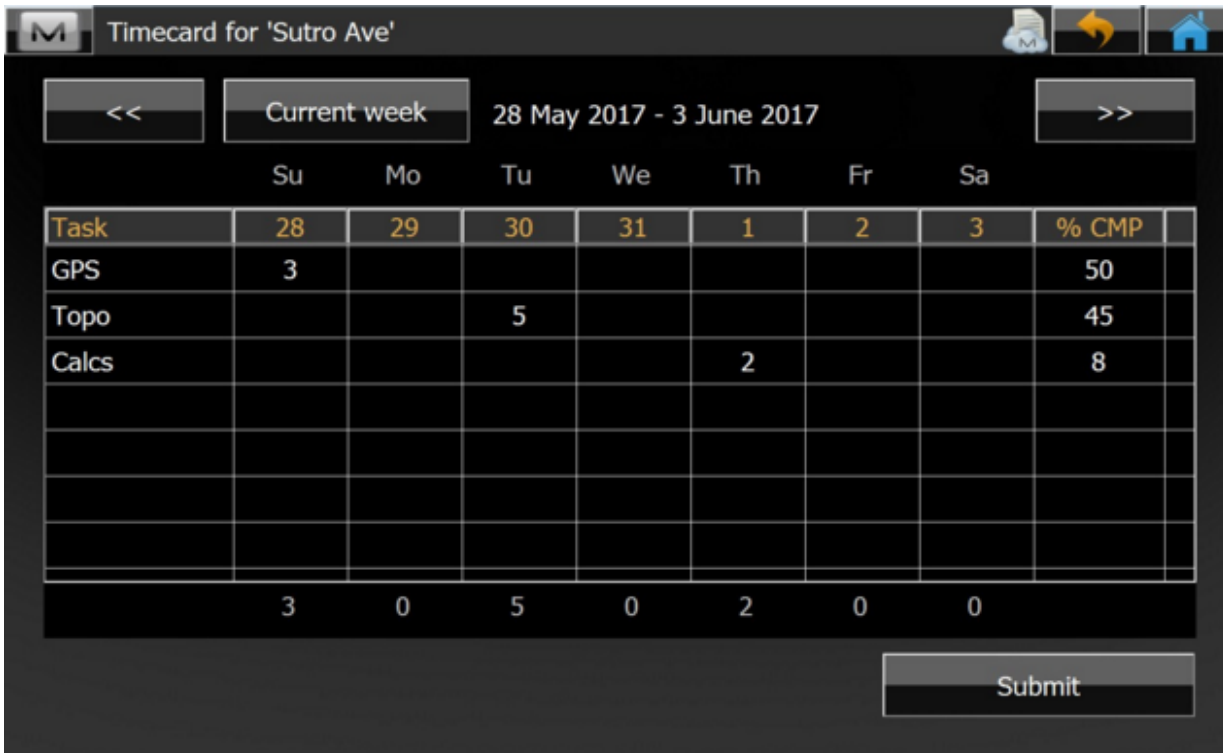 M Timecard for 'Sutro Ave' M
<< Current week 28 May 2017 - 3 June 2017 >>
Su Mo Tu We Th Fr Sa
Task 28 29 30 31 1 2 3 % CMP
GPS 3 50
Topo 5 45
Calcs 2 8
3 0 5 0 2 0 0
Submit